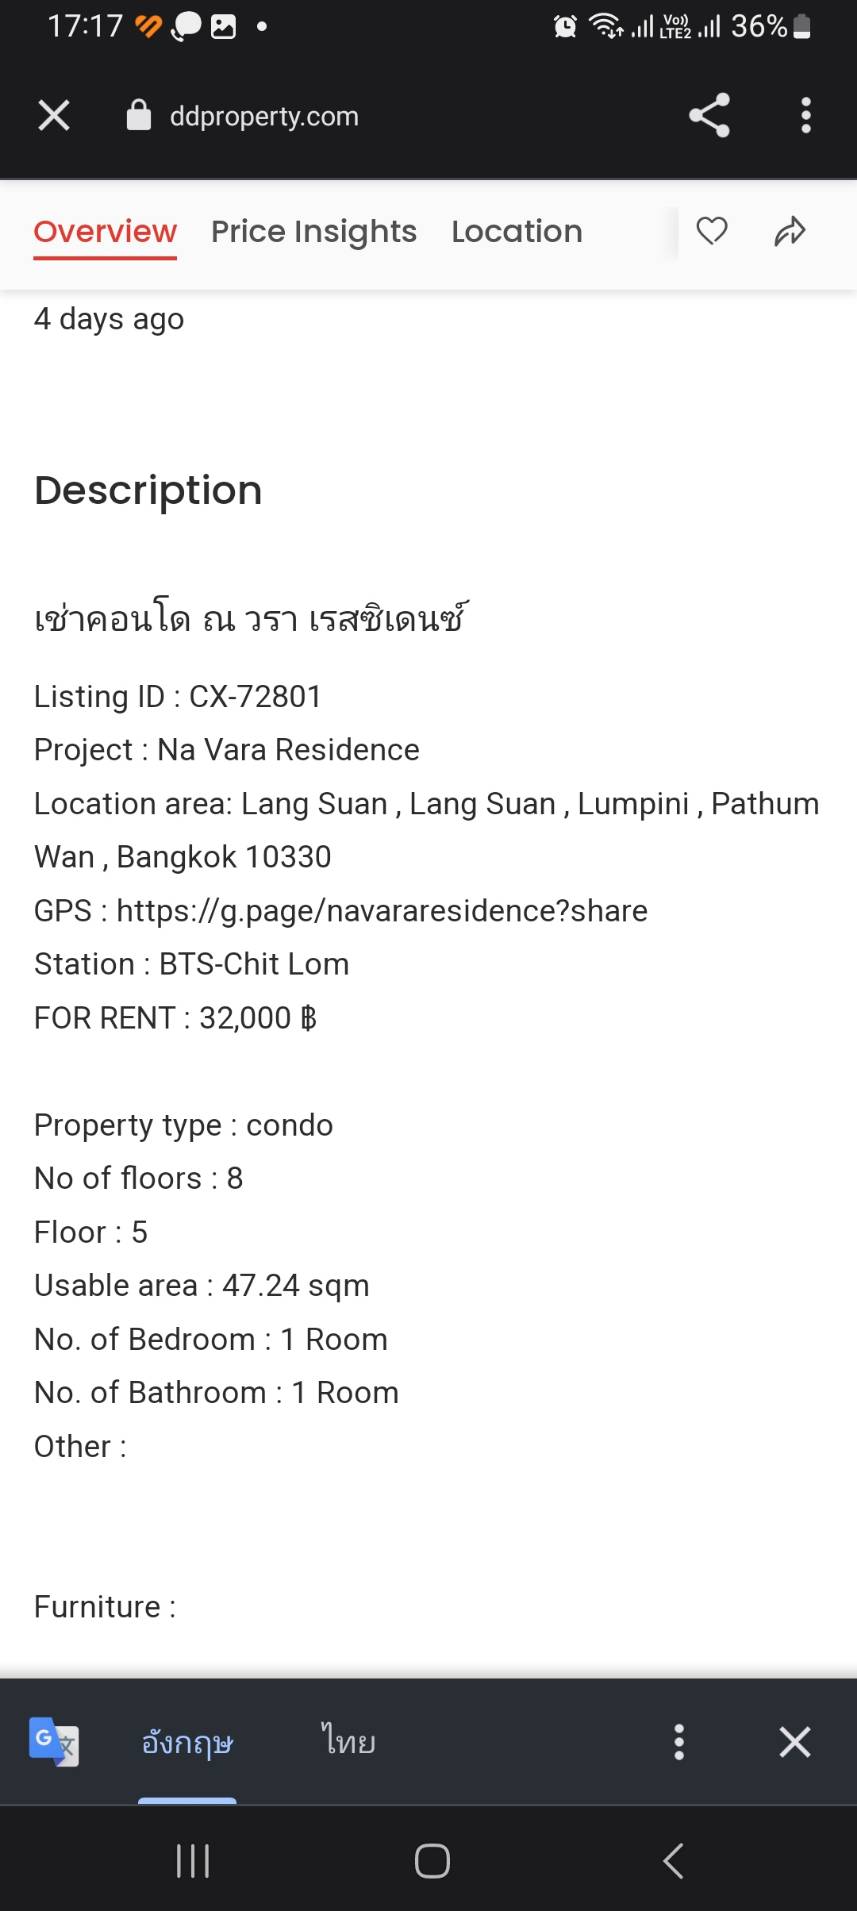 17:17 Vo)) LTE2 36%
ddproperty.com
Overview Price Insights Location
4 days ago
Description
เช่าคอนโด ณ วรา เรสซิเดนซ์
Listing ID : CX-72801
Project : Na Vara Residence
Location area: Lang Suan , Lang Suan , Lumpini , Pathum
Wan , Bangkok 10330
GPS : https://g.page/navararesidence?share
Station : BTS-Chit Lom
FOR RENT : 32,000 ฿
Property type : condo
No of floors : 8
Floor : 5
Usable area : 47.24 sqm
No. of Bedroom : 1 Room
No. of Bathroom : 1 Room
Other :
Furniture :
G 文 อังกฤษ ไทย